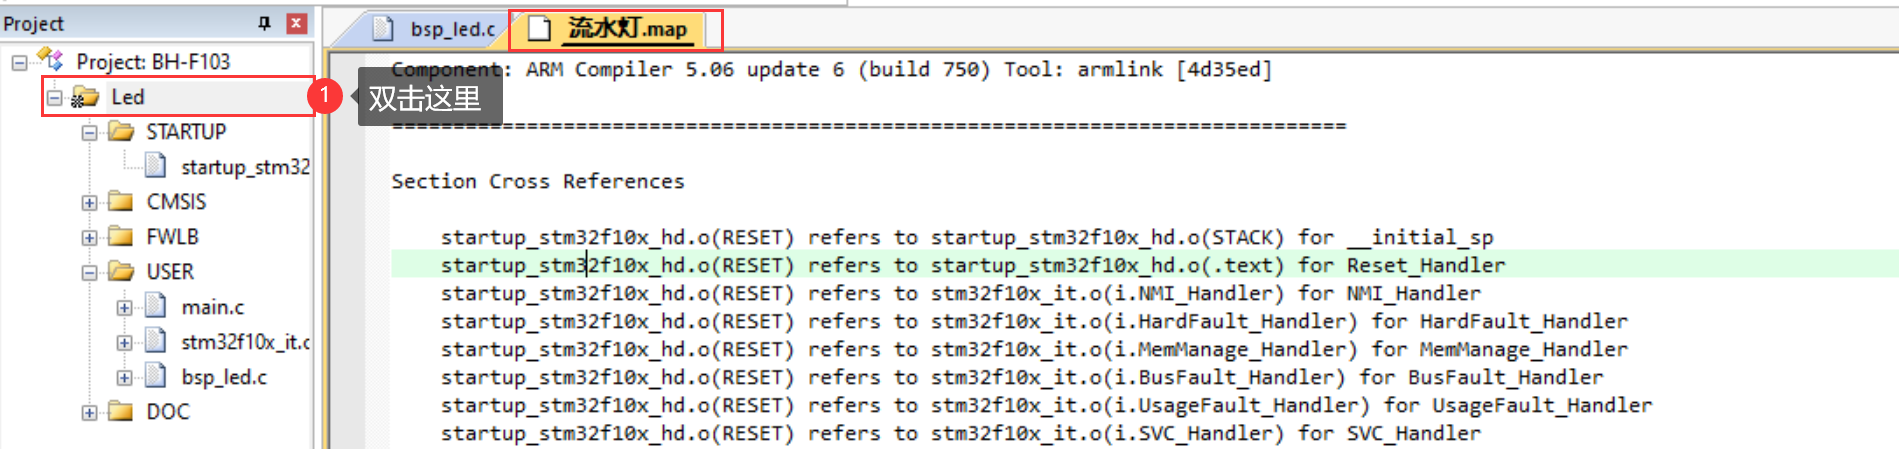 Project
bsp_led.c
流水灯.map
Project: BH-F103
Led
1
双击这里
STARTUP
startup_stm32
CMSIS
FWLB
USER
main.c
stm32f10x_it.c
bsp_led.c
DOC
Component: ARM Compiler 5.06 update 6 (build 750) Tool: armlink [4d35ed]
==============================================================================
Section Cross References
startup_stm32f10x_hd.o(RESET) refers to startup_stm32f10x_hd.o(STACK) for __initial_sp
startup_stm32f10x_hd.o(RESET) refers to startup_stm32f10x_hd.o(.text) for Reset_Handler
startup_stm32f10x_hd.o(RESET) refers to stm32f10x_it.o(i.NMI_Handler) for NMI_Handler
startup_stm32f10x_hd.o(RESET) refers to stm32f10x_it.o(i.HardFault_Handler) for HardFault_Handler
startup_stm32f10x_hd.o(RESET) refers to stm32f10x_it.o(i.MemManage_Handler) for MemManage_Handler
startup_stm32f10x_hd.o(RESET) refers to stm32f10x_it.o(i.BusFault_Handler) for BusFault_Handler
startup_stm32f10x_hd.o(RESET) refers to stm32f10x_it.o(i.UsageFault_Handler) for UsageFault_Handler
startup_stm32f10x_hd.o(RESET) refers to stm32f10x_it.o(i.SVC_Handler) for SVC_Handler